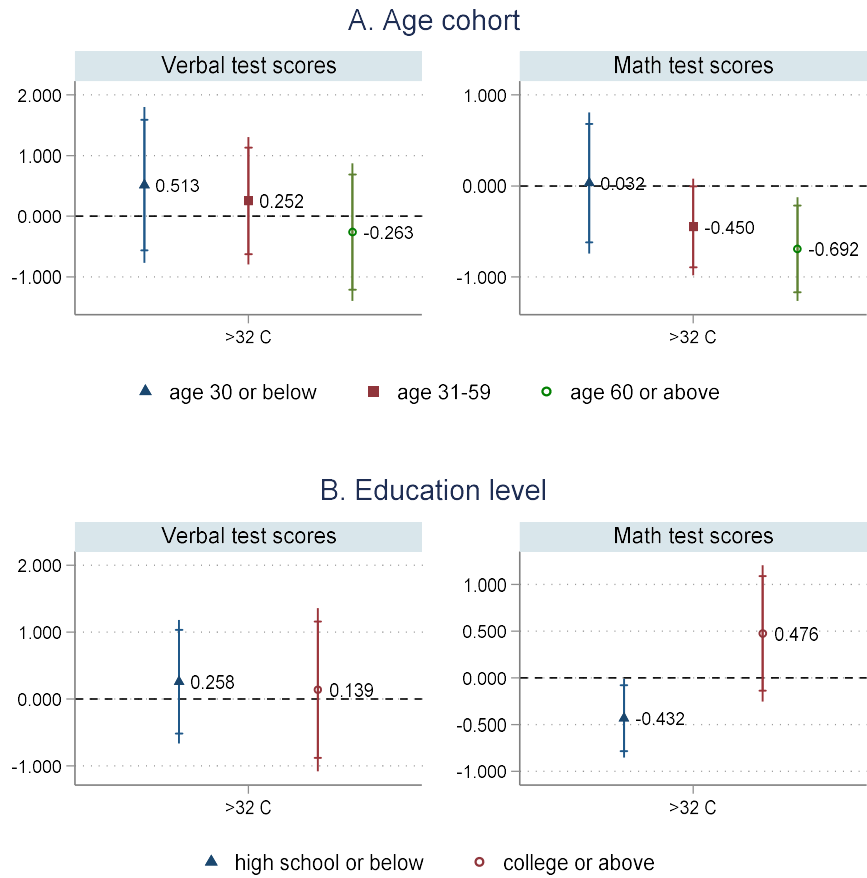 A. Age cohort
Verbal test scores
2.000
1.000
0.000
-1.000
0.513
0.252
-0.263
>32 C
Math test scores
1.000
0.000
-1.000
0.032
-0.450
-0.692
>32 C
age 30 or below
age 31-59
age 60 or above
B. Education level
Verbal test scores
2.000
1.000
0.000
-1.000
0.258
0.139
>32 C
Math test scores
1.000
0.500
0.000
-0.500
-1.000
-0.432
0.476
>32 C
high school or below
college or above